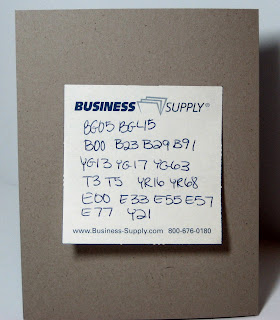 BUSINESS SUPPLY®
BG05 BG45
B00 B23 B29 B91
YG13 YG17 YG63
T3 T5 YR16 YR68
E00 E33 E55 E57
E77 Y21
www.Business-Supply.com 800-676-0180